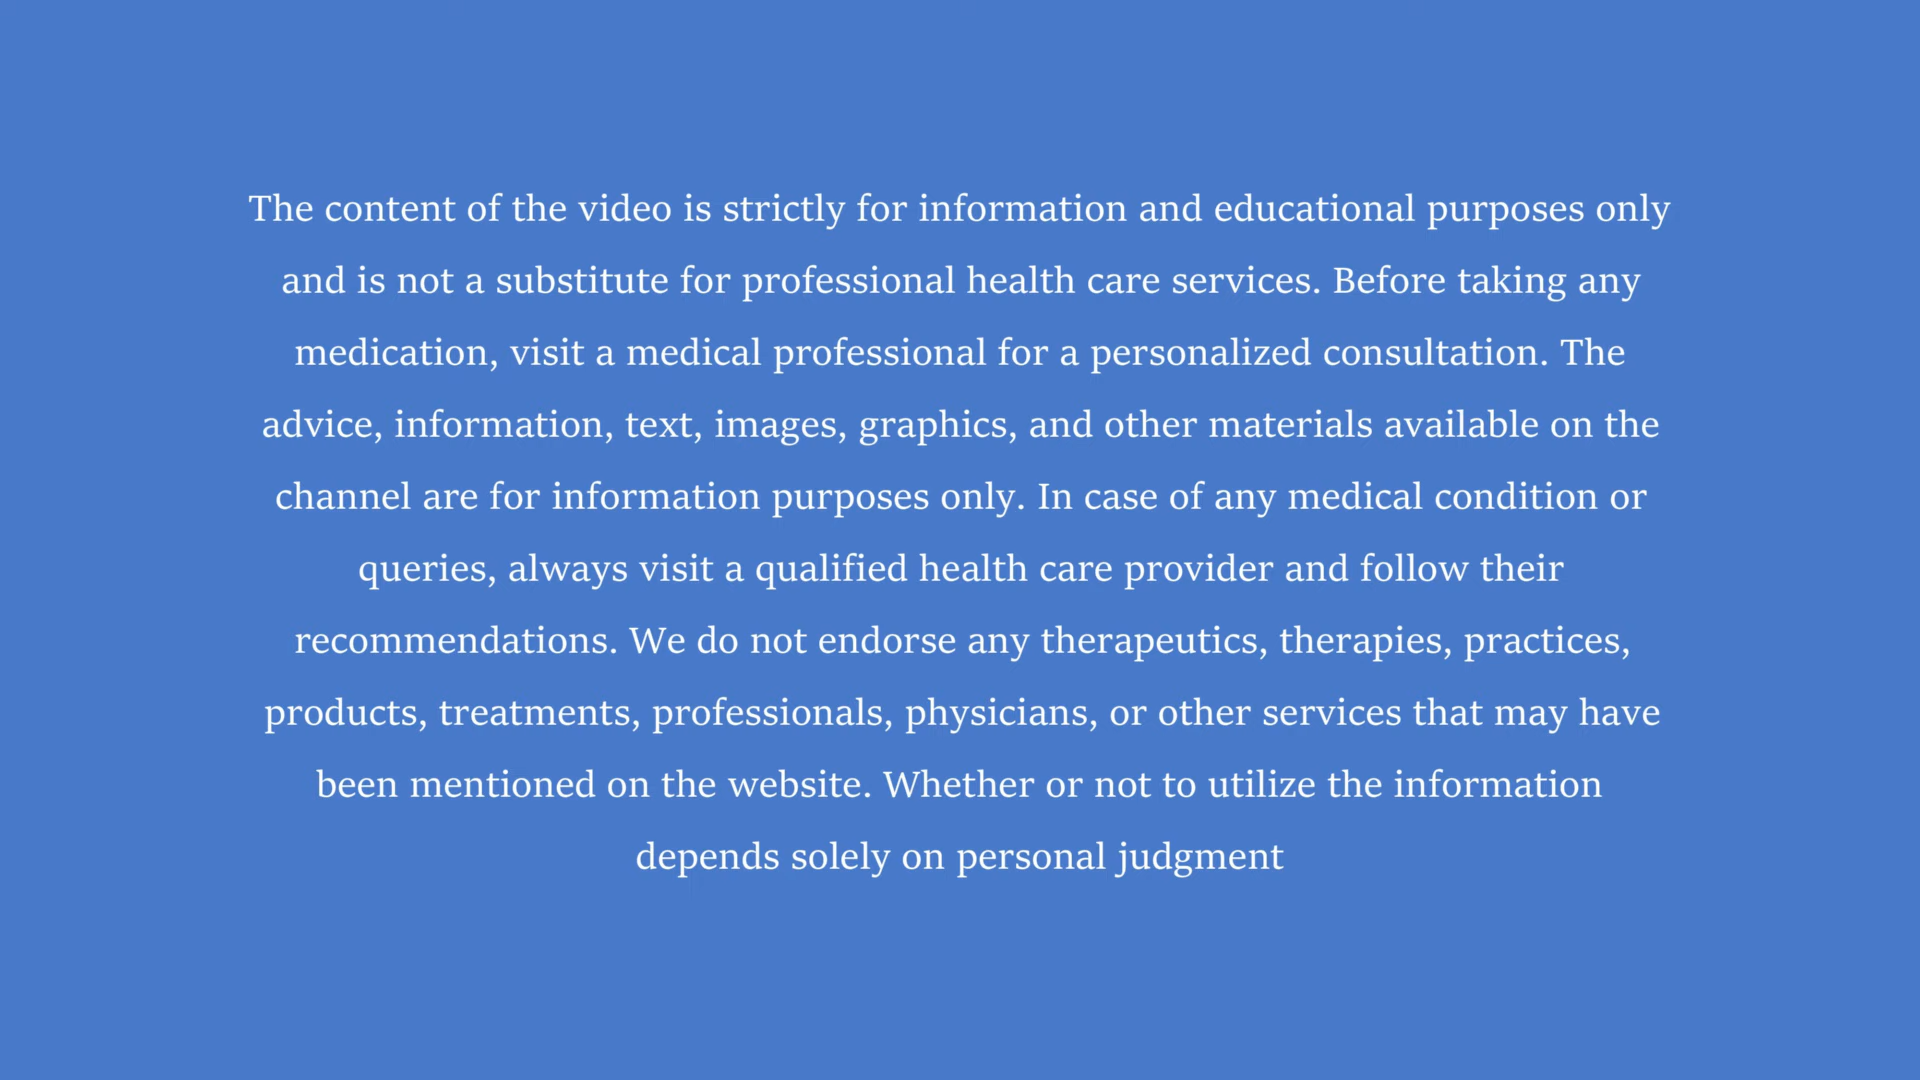 The content of the video is strictly for information and educational purposes only
and is not a substitute for professional health care services. Before taking any
medication, visit a medical professional for a personalized consultation. The
advice, information, text, images, graphics, and other materials available on the
channel are for information purposes only. In case of any medical condition or
queries, always visit a qualified health care provider and follow their
recommendations. We do not endorse any therapeutics, therapies, practices,
products, treatments, professionals, physicians, or other services that may have
been mentioned on the website. Whether or not to utilize the information
depends solely on personal judgment